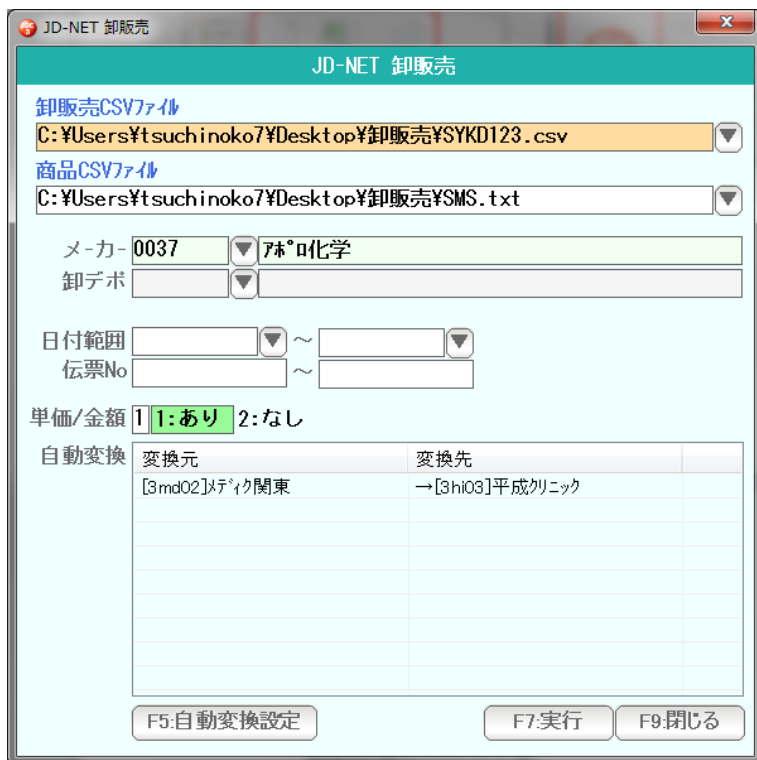 JD-NET 卸販売
JD-NET 卸販売
卸販売CSVﾌｧｲﾙ
C:¥Users¥tsuchinoko7¥Desktop¥卸販売¥SYKD123.csv
商品CSVﾌｧｲﾙ
C:¥Users¥tsuchinoko7¥Desktop¥卸販売¥SMS.txt
メーカー 0037 ｱﾎﾟﾛ化学
卸デポ
日付範囲 ～
伝票No ～
単価/金額 1 1:あり 2:なし
自動変換 変換元 変換先
[3md02]ﾒﾃﾞｨｸ関東 →[3hi03]平成ｸﾘﾆｯｸ
F5:自動変換設定 F7:実行 F9:閉じる